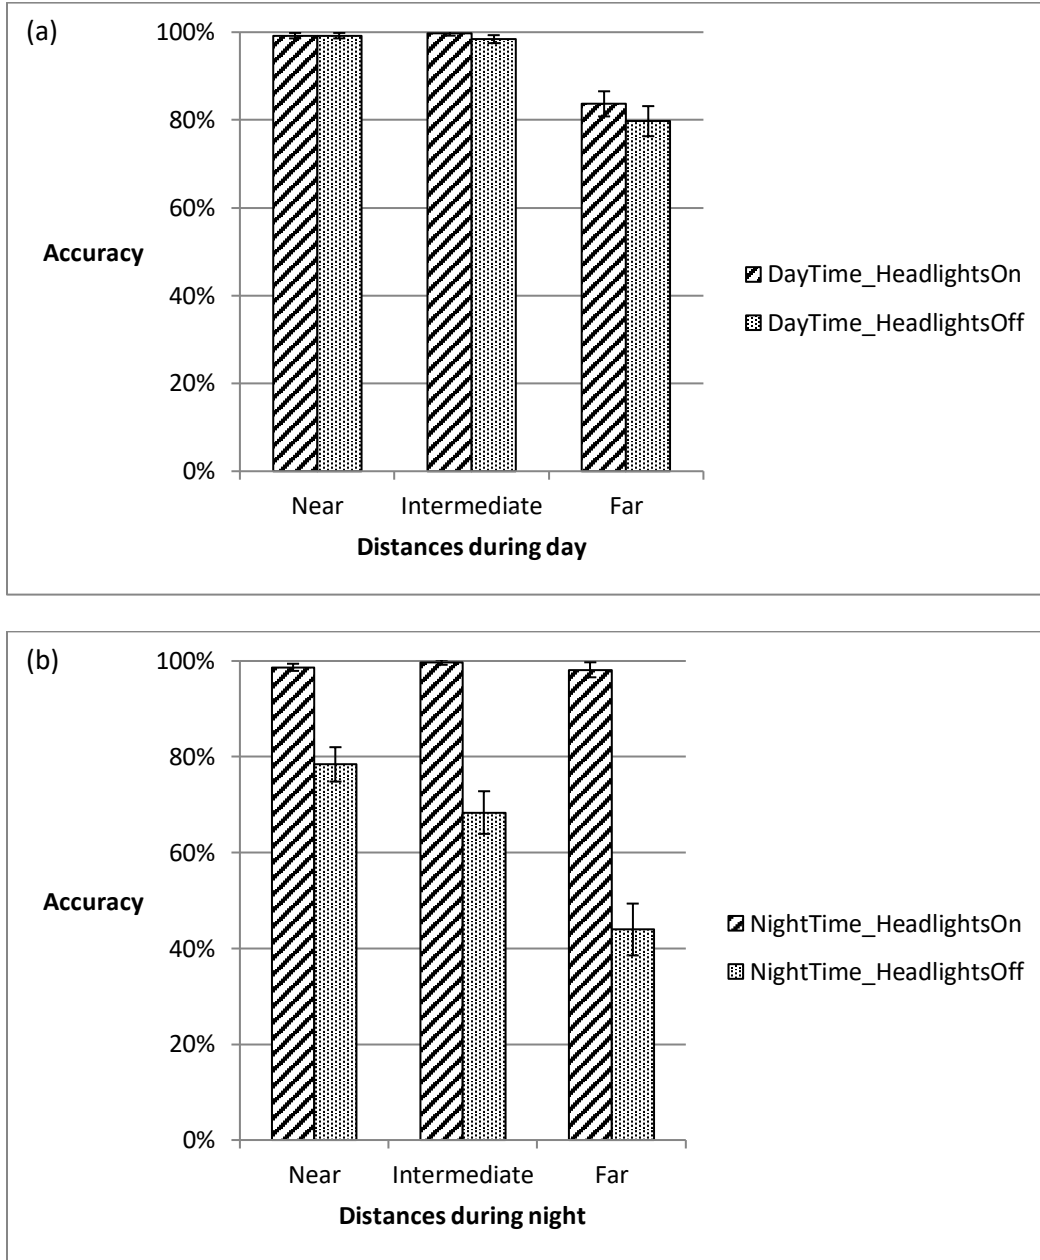 (a)
100%
80%
60%
40%
20%
0%
Accuracy
Near Intermediate Far
Distances during day
DayTime_HeadlightsOn
DayTime_HeadlightsOff
(b)
100%
80%
60%
40%
20%
0%
Accuracy
Near Intermediate Far
Distances during night
NightTime_HeadlightsOn
NightTime_HeadlightsOff